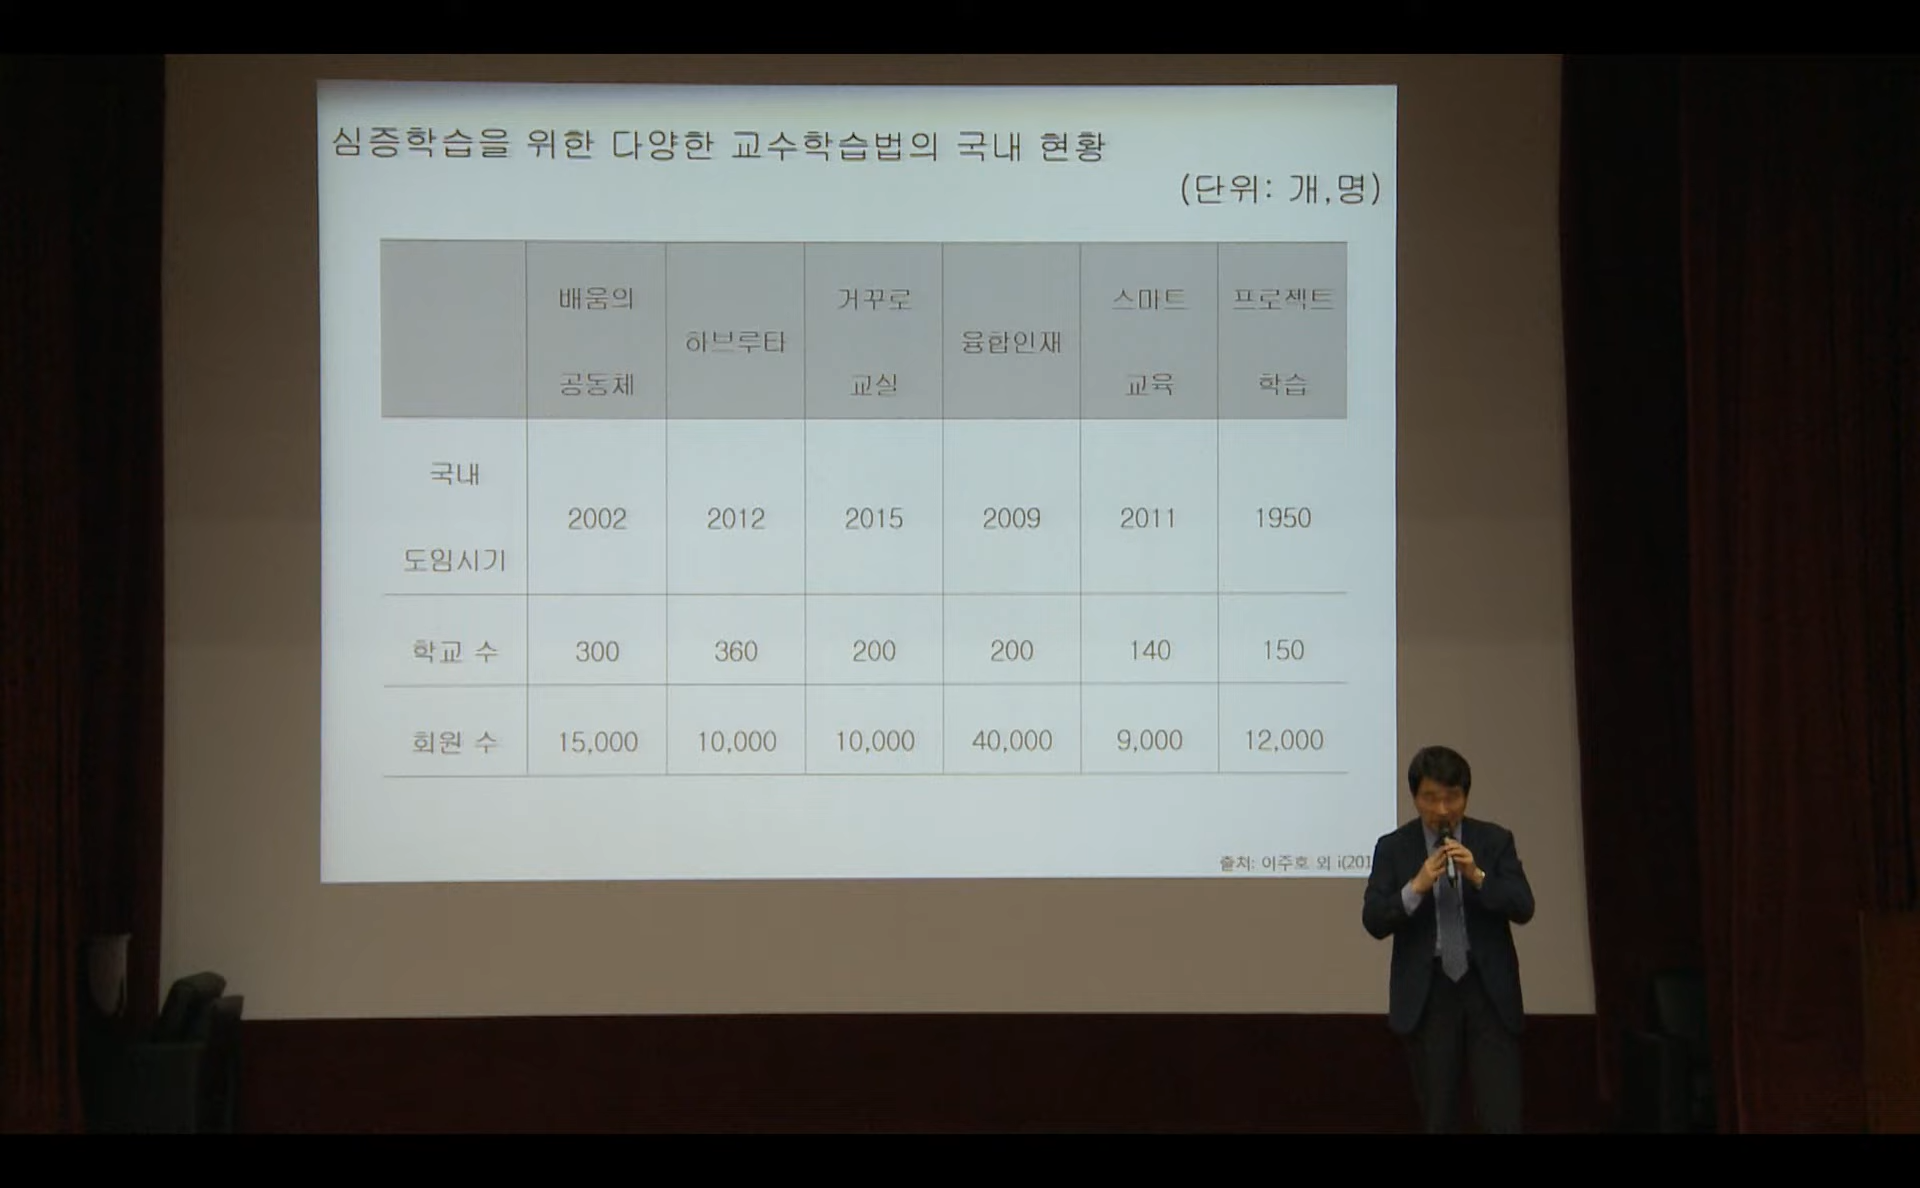 심증학습을 위한 다양한 교수학습법의 국내 현황
(단위: 개,명)
배움의 공동체 하브루타 거꾸로 교실 융합인재 스마트 교육 프로젝트 학습
국내 도임시기 2002 2012 2015 2009 2011 1950
학교 수 300 360 200 200 140 150
회원 수 15,000 10,000 10,000 40,000 9,000 12,000
출처: 이주호 외 i(201